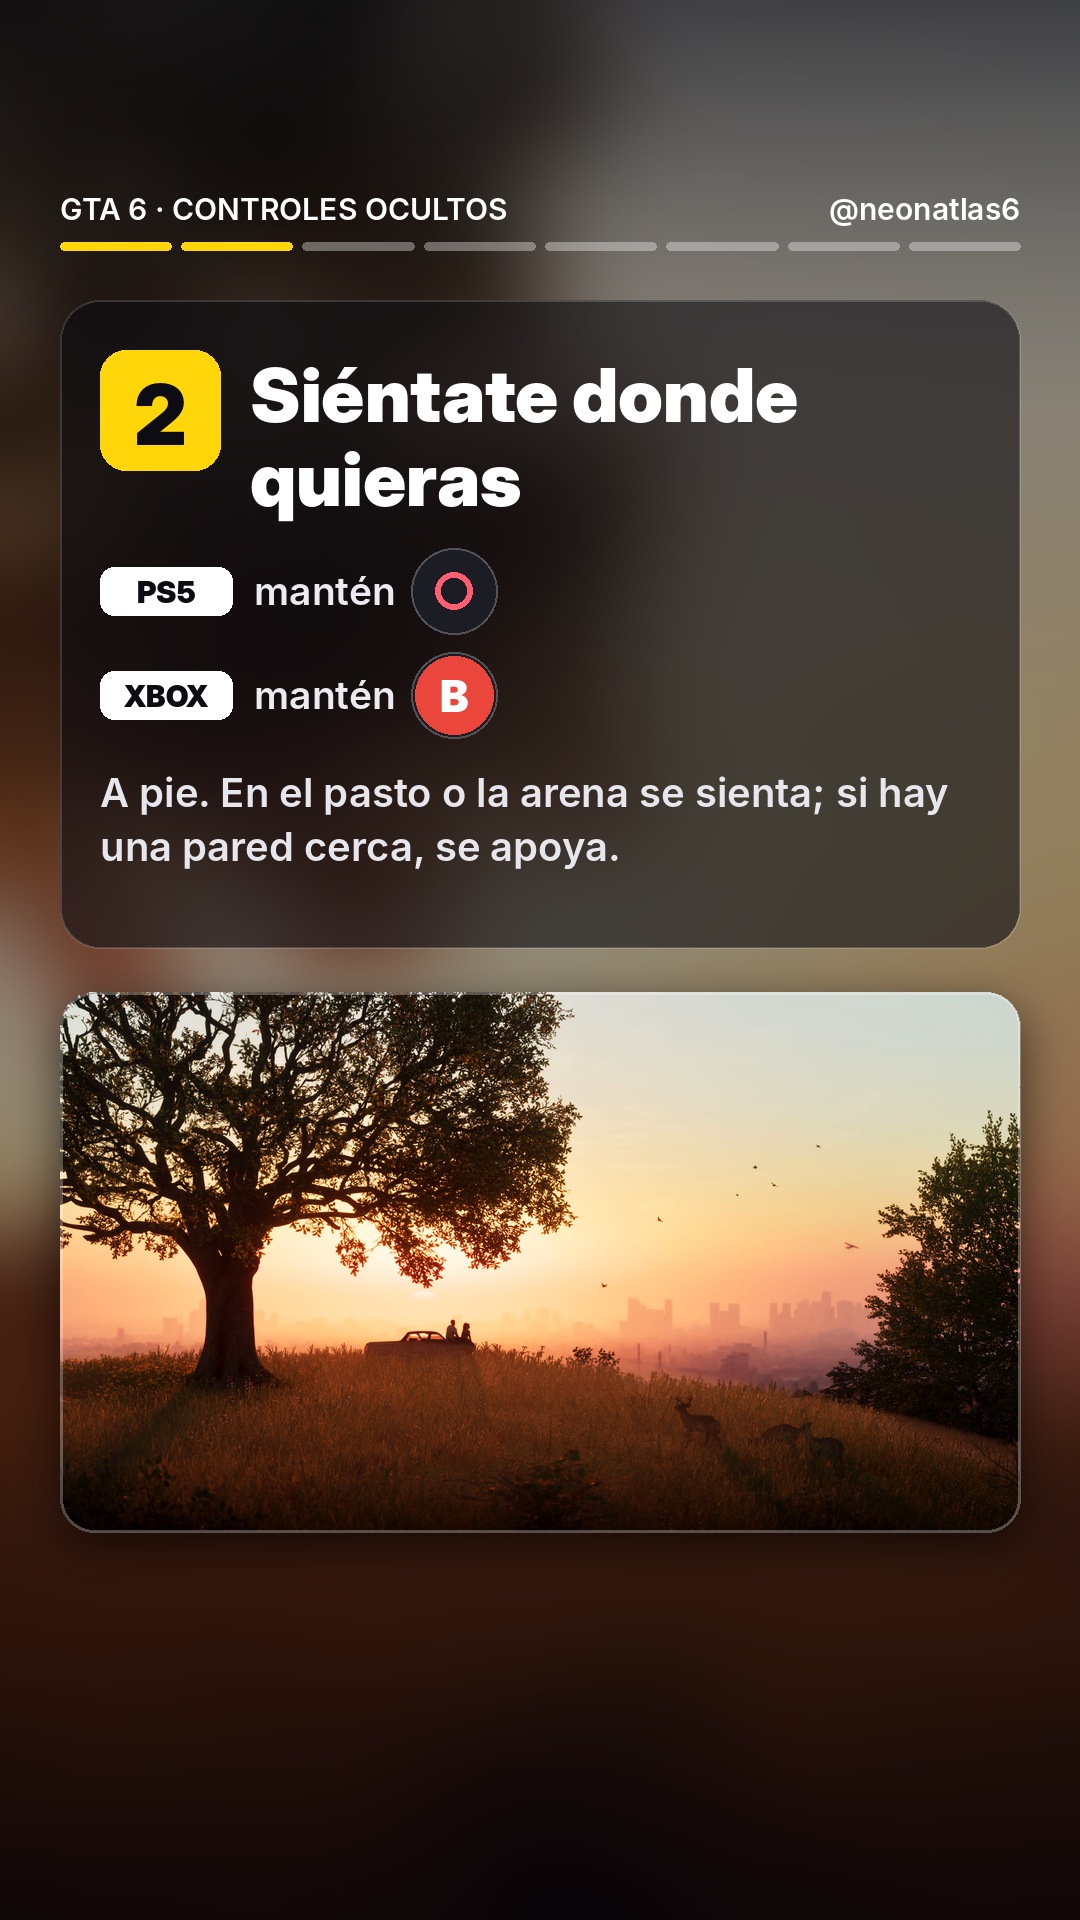 GTA 6 · CONTROLES OCULTOS
@neonatlas6
2
Siéntate donde
quieras
PS5 mantén
XBOX mantén B
A pie. En el pasto o la arena se sienta; si hay
una pared cerca, se apoya.